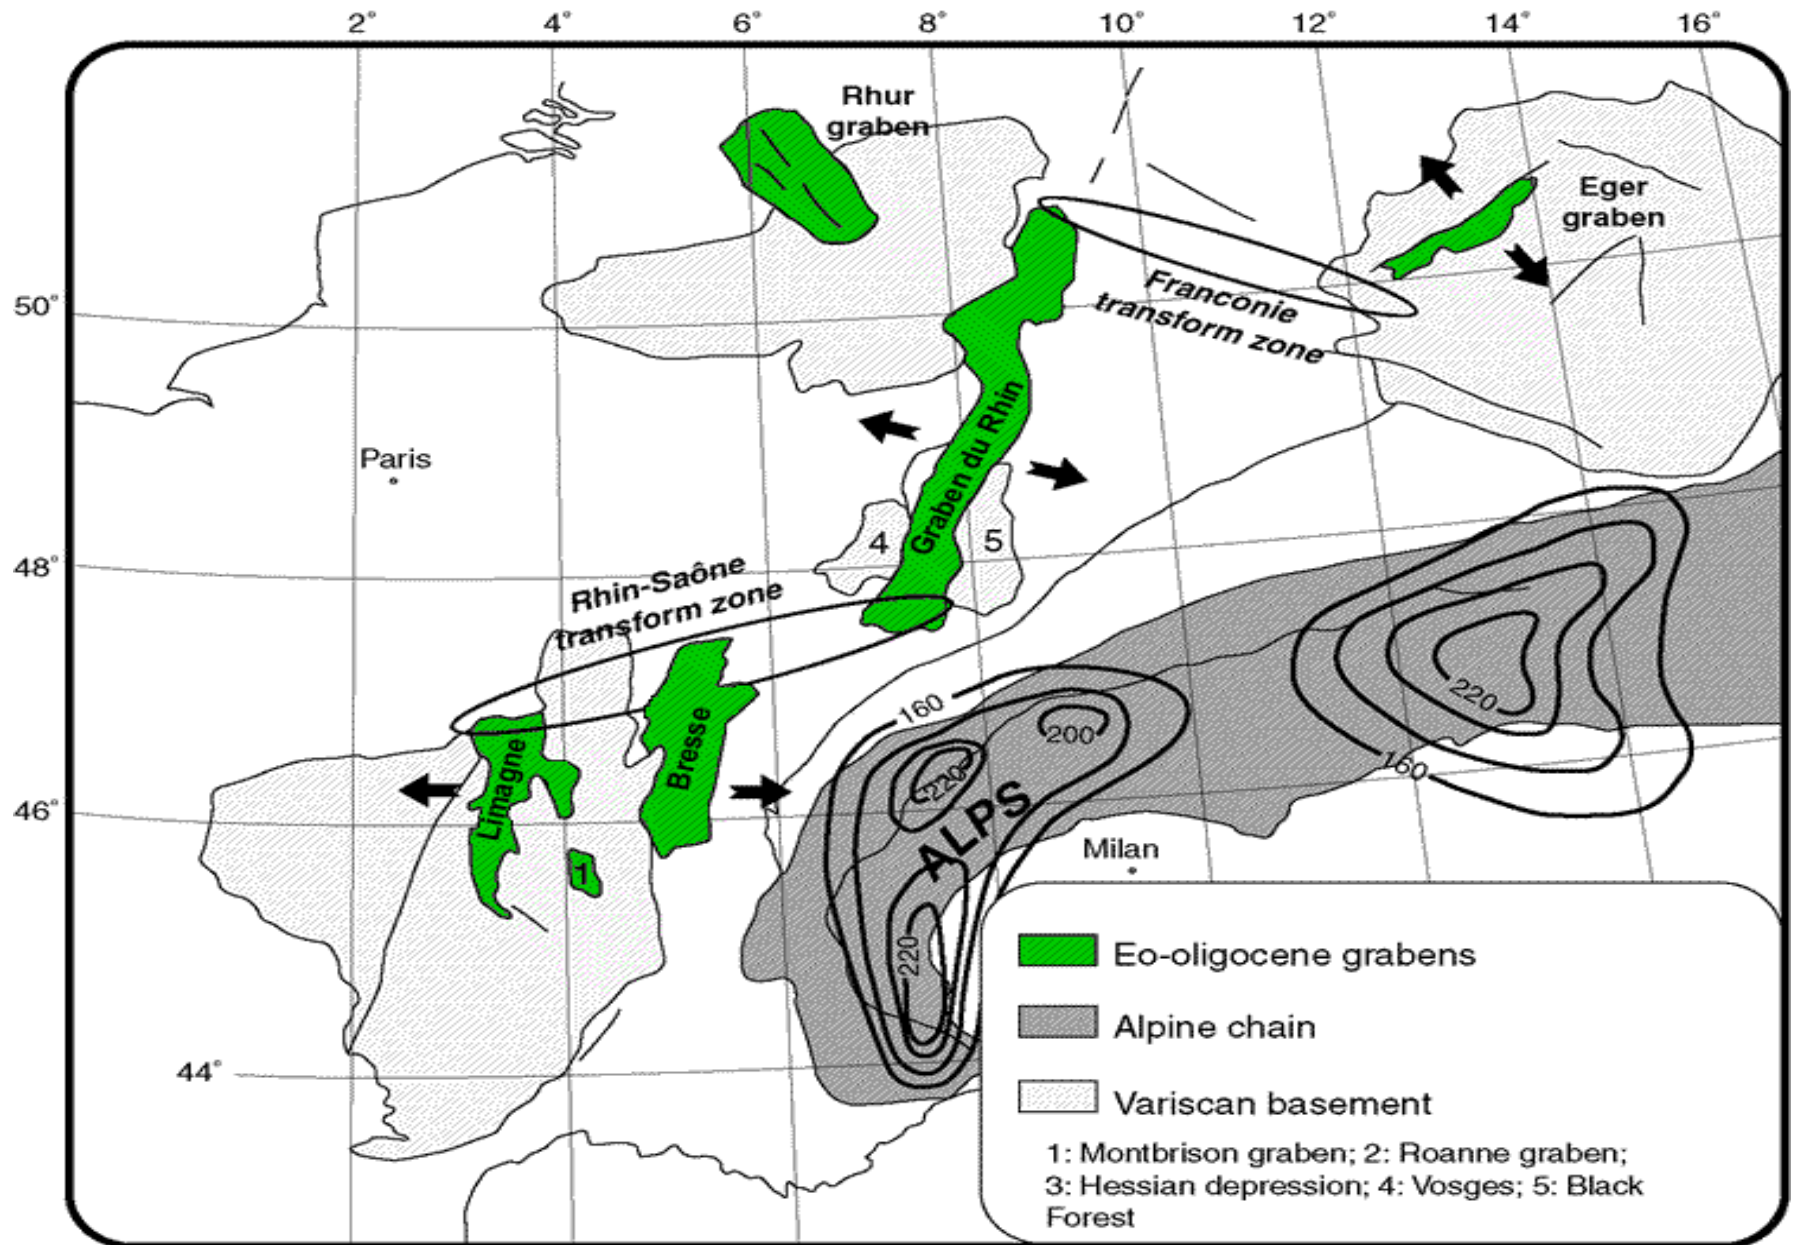 2° 4° 6° 8° 10° 12° 14° 16°
Rhur
graben
Eger
graben
50°
Franconie
transform zone
Graben du Rhin
Paris
4
5
48°
Rhin-Saône
transform zone
160
220
200
Bresse
Limagne
220
160
46°
ALPS
Milan
1
220
Eo-oligocene grabens
Alpine chain
44°
Variscan basement
1: Montbrison graben; 2: Roanne graben;
3: Hessian depression; 4: Vosges; 5: Black
Forest